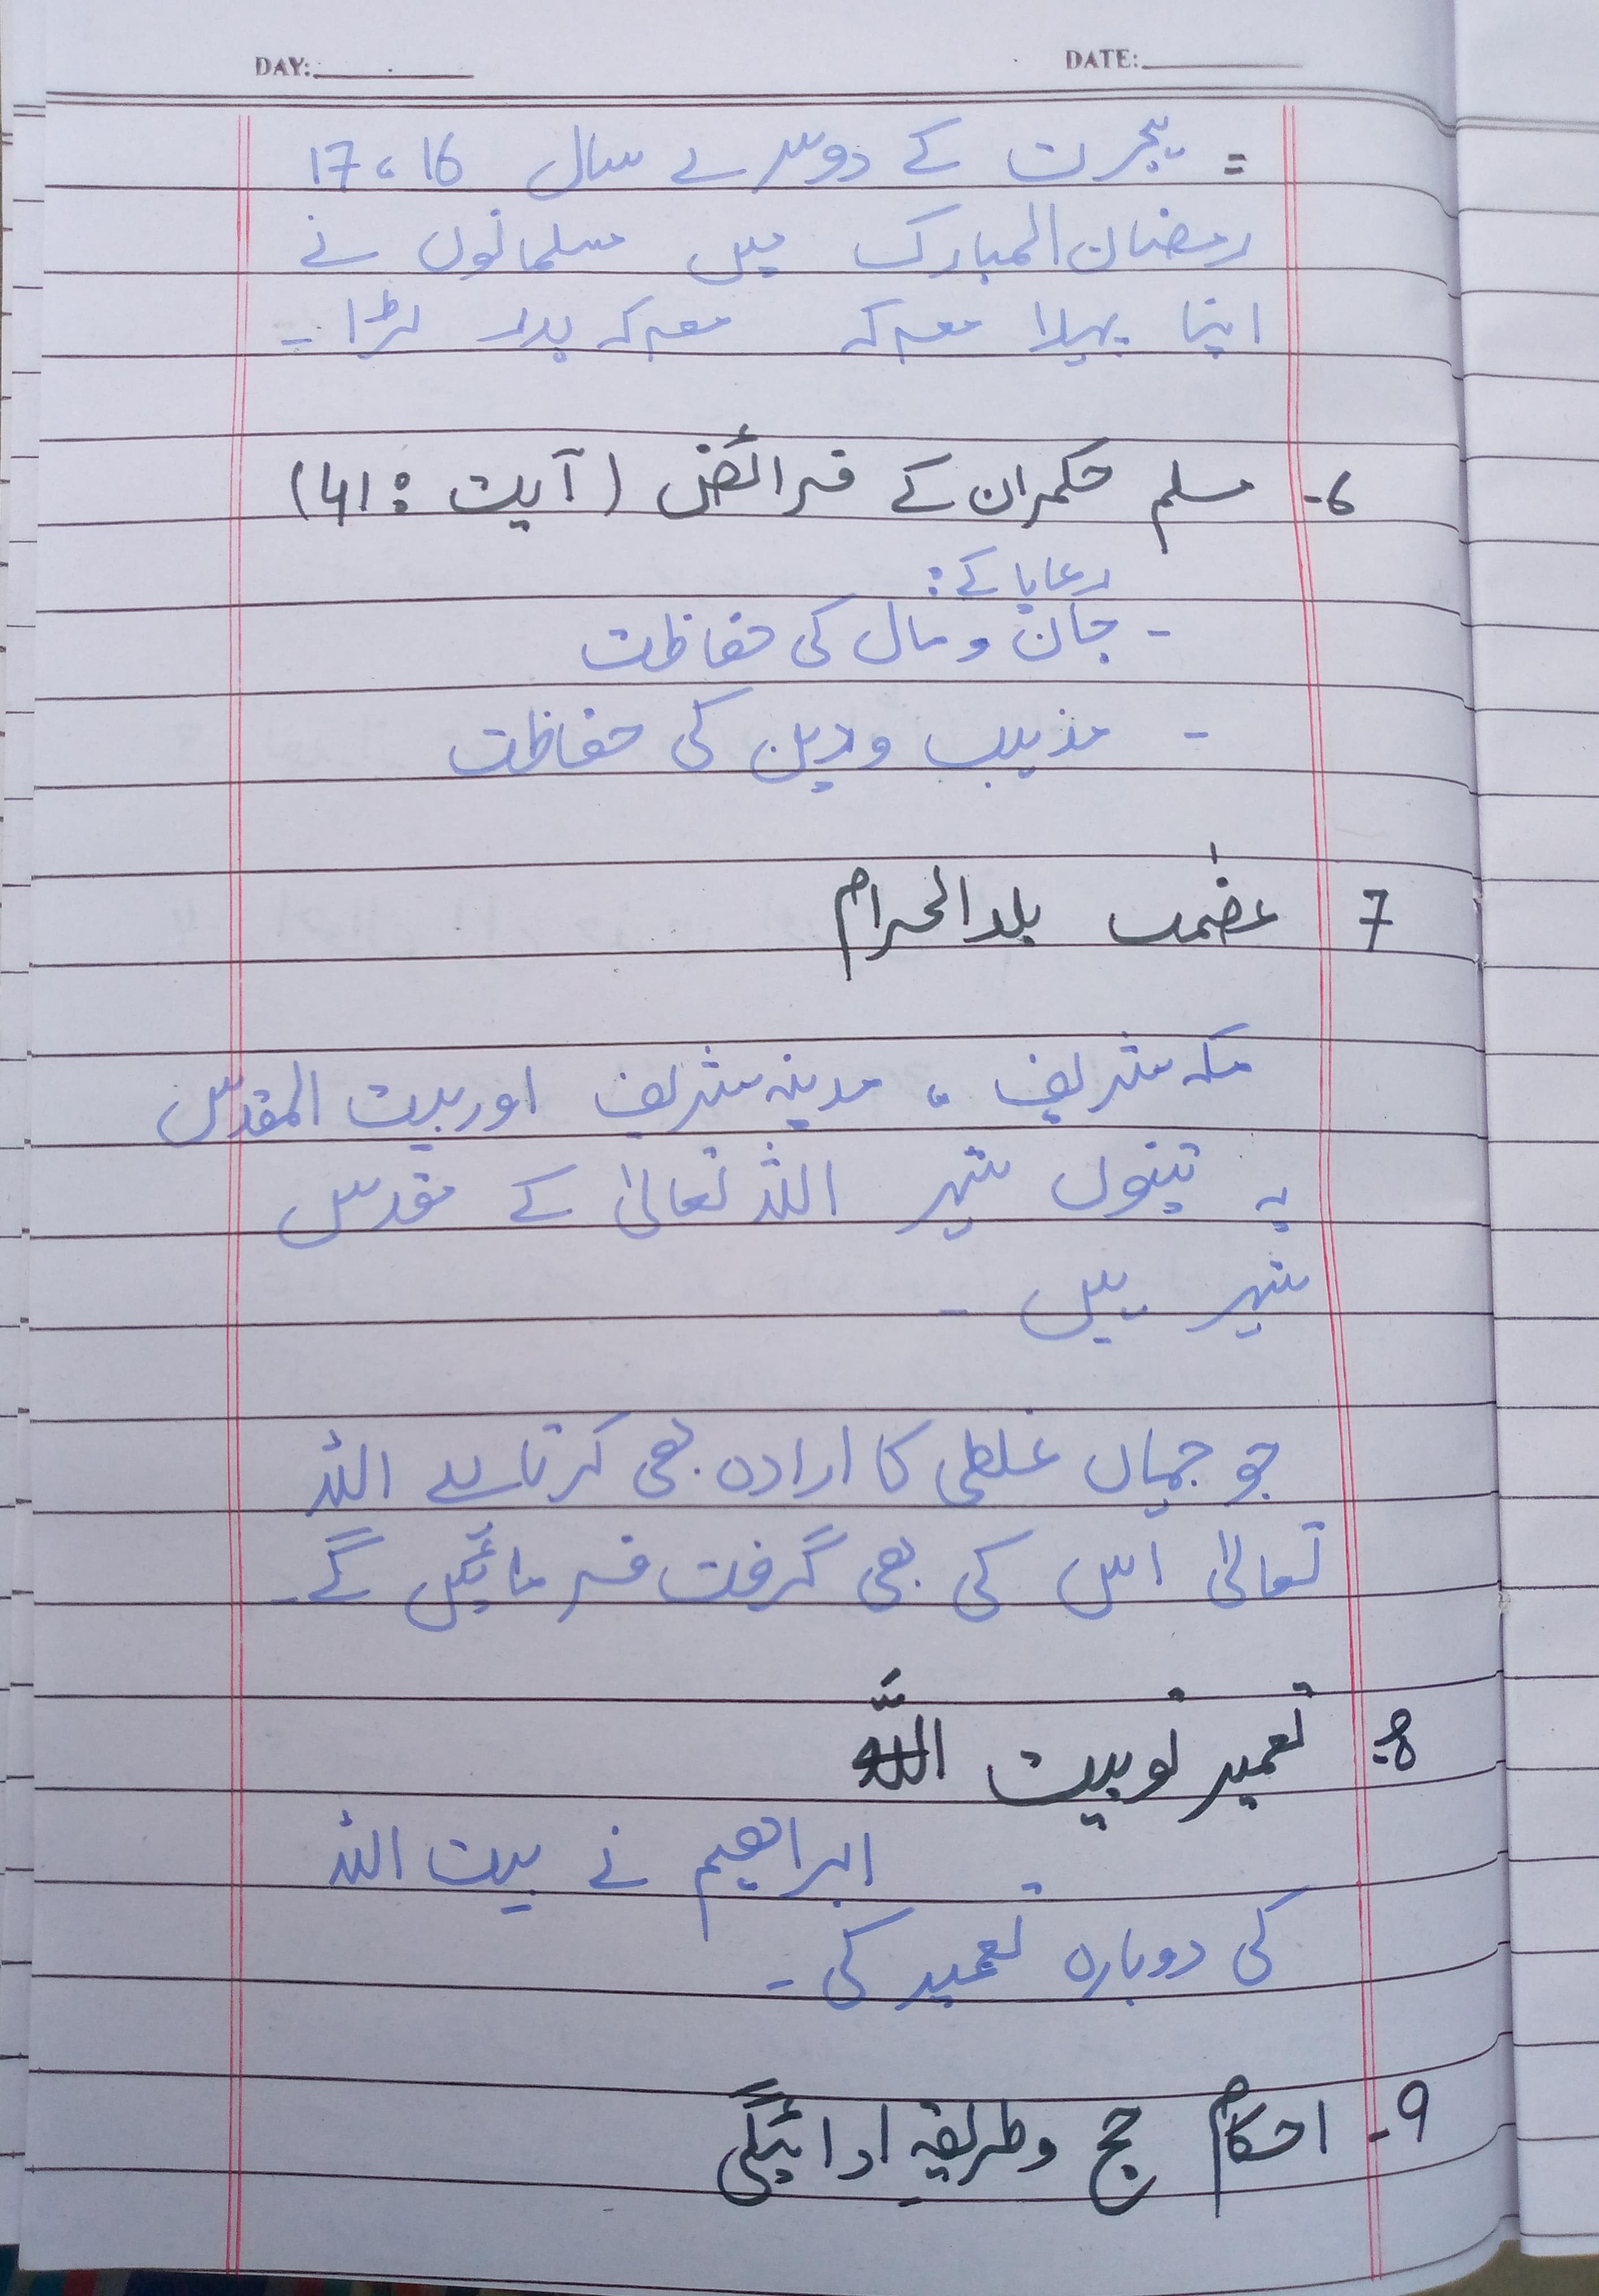 DAY: DATE:
= ہجرت کے دوسرے سال 16، 17
رمضان المبارک میں مسلمانوں نے
اپنا پہلا معرکہ معرکہ بدر لڑا ۔
6- مسلم حکمران کے فرائض (آیت : 41)
رعایا کے :
- جان و مال کی حفاظت
- مذہب و دین کی حفاظت
7 عضمت بلد الحرام
مکہ شریف ، مدینہ شریف اور بیت المقدس
یہ تینوں شہر اللہ تعالیٰ کے مقدس
شہر ہیں ۔
جو جہاں غلطی کا ارادہ بھی کرتا ہے اللہ
تعالیٰ اس کی بھی گرفت فرمائیں گے ۔
8- تعمیر نو بیت اللّٰہ
ابراھیم نے بیت اللہ
کی دوبارہ تعمیر کی ۔
9- احکام حج و طریقہِ ادائیگی